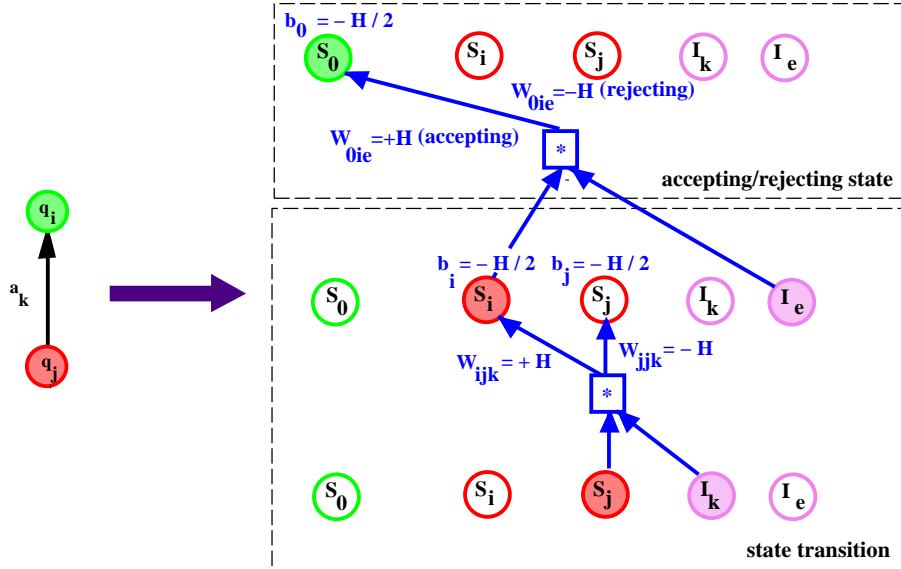 b0 = – H / 2
S0 Si Sj Ik Ie
W0ie=–H (rejecting)
W0ie=+H (accepting)
*
accepting/rejecting state
qi
ak
qj
bi = – H / 2 bj = – H / 2
S0 Si Sj Ik Ie
Wijk= + H Wjjk= – H
*
S0 Si Sj Ik Ie
state transition